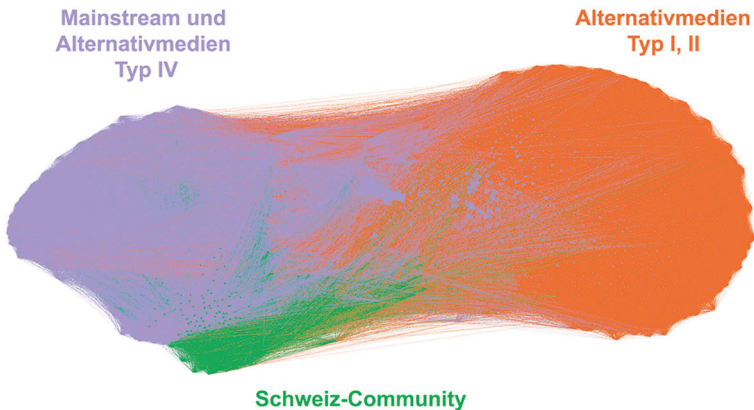 Mainstream und
Alternativmedien
Typ IV
Alternativmedien
Typ I, II
Schweiz-Community